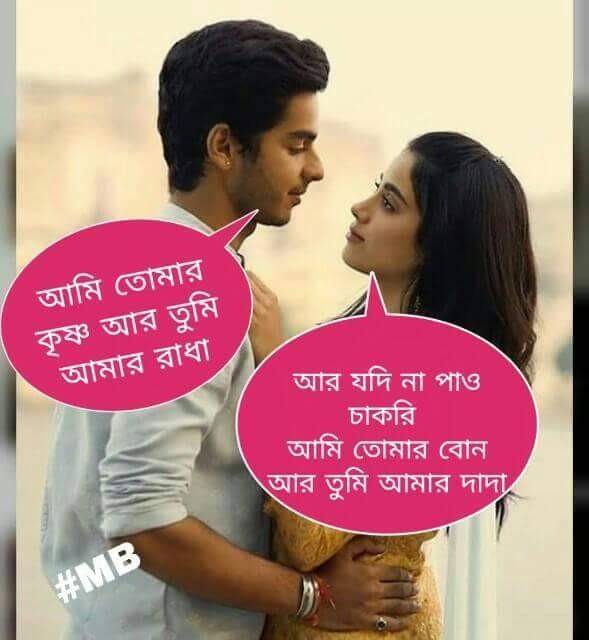 আমি তোমার
কৃষ্ণ আর তুমি
আমার রাধা
আর যদি না পাও
চাকরি
আমি তোমার বোন
আর তুমি আমার দাদা
#MB